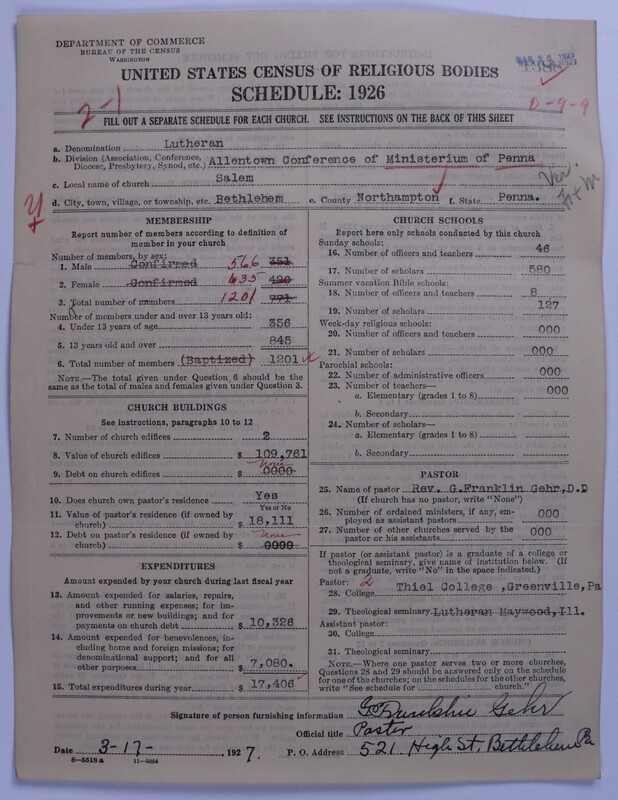 DEPARTMENT OF COMMERCE
BUREAU OF THE CENSUS
WASHINGTON
UNITED STATES CENSUS OF RELIGIOUS BODIES
SCHEDULE: 1926
2-1
D-9-9
FILL OUT A SEPARATE SCHEDULE FOR EACH CHURCH. SEE INSTRUCTIONS ON THE BACK OF THIS SHEET
a. Denomination Lutheran
b. Division (Association, Conference, Diocese, Presbytery, Synod, etc.) Allentown Conference of Ministerium of Penna
c. Local name of church Salem
d. City, town, village, or township, etc. Bethlehem e. County Northampton f. State Penna.
MEMBERSHIP
Report number of members according to definition of
member in your church
Number of members, by sex:
1. Male Confirmed 566 351
2. Female Confirmed 635 420
3. Total number of members 1201 771
Number of members under and over 13 years old:
4. Under 13 years of age 356
5. 13 years old and over 845
6. Total number of members (Baptized) 1201
NOTE.—The total given under Question 6 should be the
same as the total of males and females given under Question 3.
CHURCH BUILDINGS
See instructions, paragraphs 10 to 12
7. Number of church edifices 2
8. Value of church edifices $ 109,761
none
9. Debt on church edifices $ 0000
10. Does church own pastor's residence Yes
Yes or No
11. Value of pastor's residence (if owned by
church) $ 18,111
12. Debt on pastor's residence (if owned by none
church) $ 0000
EXPENDITURES
Amount expended by your church during last fiscal year
13. Amount expended for salaries, repairs,
and other running expenses; for im-
provements or new buildings; and for
payments on church debt $ 10,326
14. Amount expended for benevolences, in-
cluding home and foreign missions; for
denominational support; and for all
other purposes $ 7,080.
15. Total expenditures during year $ 17,406
CHURCH SCHOOLS
Report here only schools conducted by this church
Sunday schools:
16. Number of officers and teachers 46
17. Number of scholars 580
Summer vacation Bible schools:
18. Number of officers and teachers 8
19. Number of scholars 127
Week-day religious schools:
20. Number of officers and teachers 000
21. Number of scholars 000
Parochial schools:
22. Number of administrative officers 000
23. Number of teachers—
a. Elementary (grades 1 to 8) 000
b. Secondary
24. Number of scholars—
a. Elementary (grades 1 to 8)
b. Secondary
PASTOR
25. Name of pastor Rev. G.Franklin Gehr,D.D
(If church has no pastor, write "None")
26. Number of ordained ministers, if any, em-
ployed as assistant pastors 000
27. Number of other churches served by the
pastor or his assistants 000
If pastor (or assistant pastor) is a graduate of a college or
theological seminary, give name of institution below. (If
not a graduate, write "No" in the space indicated.)
Pastor: 2
28. College Thiel College ,Greenville,Pa
29. Theological seminary Lutheran Maywood,Ill.
Assistant pastor:
30. College
31. Theological seminary
NOTE.—Where one pastor serves two or more churches,
Questions 28 and 29 should be answered only on the schedule
for one of the churches; on the schedules for the other churches,
write "See schedule for church."
Signature of person furnishing information G Franklin Gehr
Official title Pastor
Date 3-17-, 1927. P. O. Address 521 High St, Bethlehem Pa
8-5518a 11-9034